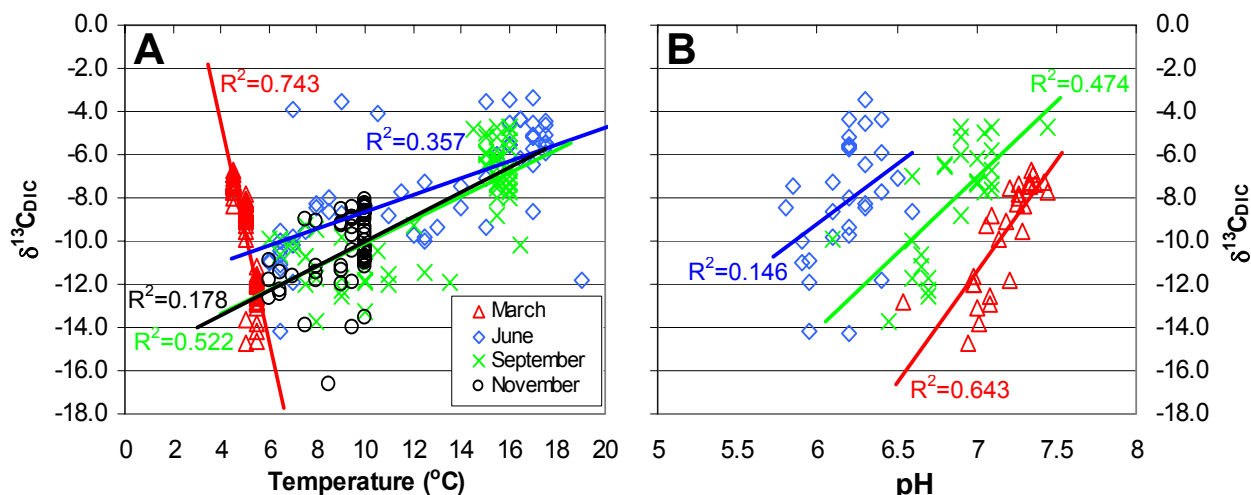 A
B
δ13CDIC
0.0
-2.0
-4.0
-6.0
-8.0
-10.0
-12.0
-14.0
-16.0
-18.0
R2=0.743
R2=0.357
R2=0.178
R2=0.522
March
June
September
November
0 2 4 6 8 10 12 14 16 18 20
Temperature (oC)
R2=0.474
R2=0.146
R2=0.643
5 5.5 6 6.5 7 7.5 8
pH
0.0
-2.0
-4.0
-6.0
-8.0
-10.0
-12.0
-14.0
-16.0
-18.0
δ13CDIC